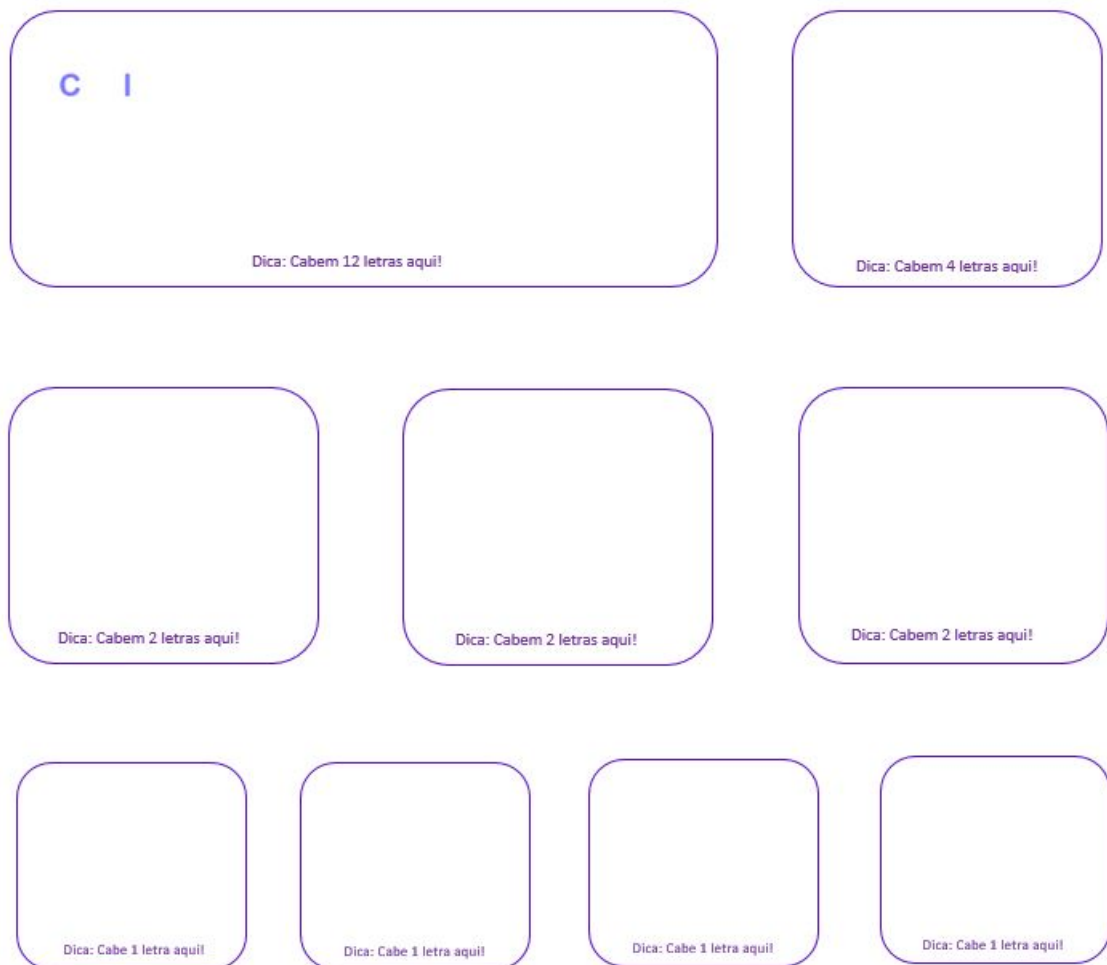 C I
Dica: Cabem 12 letras aqui!
Dica: Cabem 4 letras aqui!
Dica: Cabem 2 letras aqui!
Dica: Cabem 2 letras aqui!
Dica: Cabem 2 letras aqui!
Dica: Cabe 1 letra aqui!
Dica: Cabe 1 letra aqui!
Dica: Cabe 1 letra aqui!
Dica: Cabe 1 letra aqui!